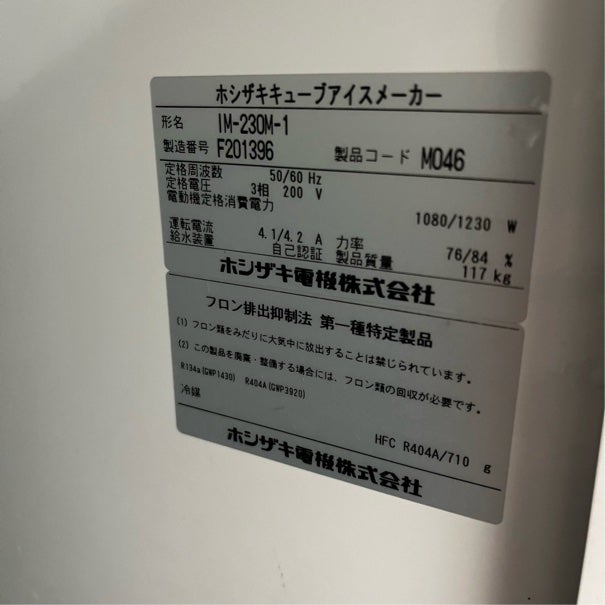 ホシザキキューブアイスメーカー
形名 IM-230M-1
製造番号 F201396 製品コード M046
定格周波数 50/60 Hz
定格電圧 3相 200 V
電動機定格消費電力 1080/1230 W
運転電流 4.1/4.2 A 力率 76/84 %
給水装置 自己認証 製品質量 117 kg
ホシザキ電機株式会社
フロン排出抑制法 第一種特定製品
(1) フロン類をみだりに大気中に放出することは禁じられています。
(2) この製品を廃棄・整備する場合には、フロン類の回収が必要です。
R134a(GWP1430) R404A(GWP3920)
冷媒 HFC R404A/710 g
ホシザキ電機株式会社